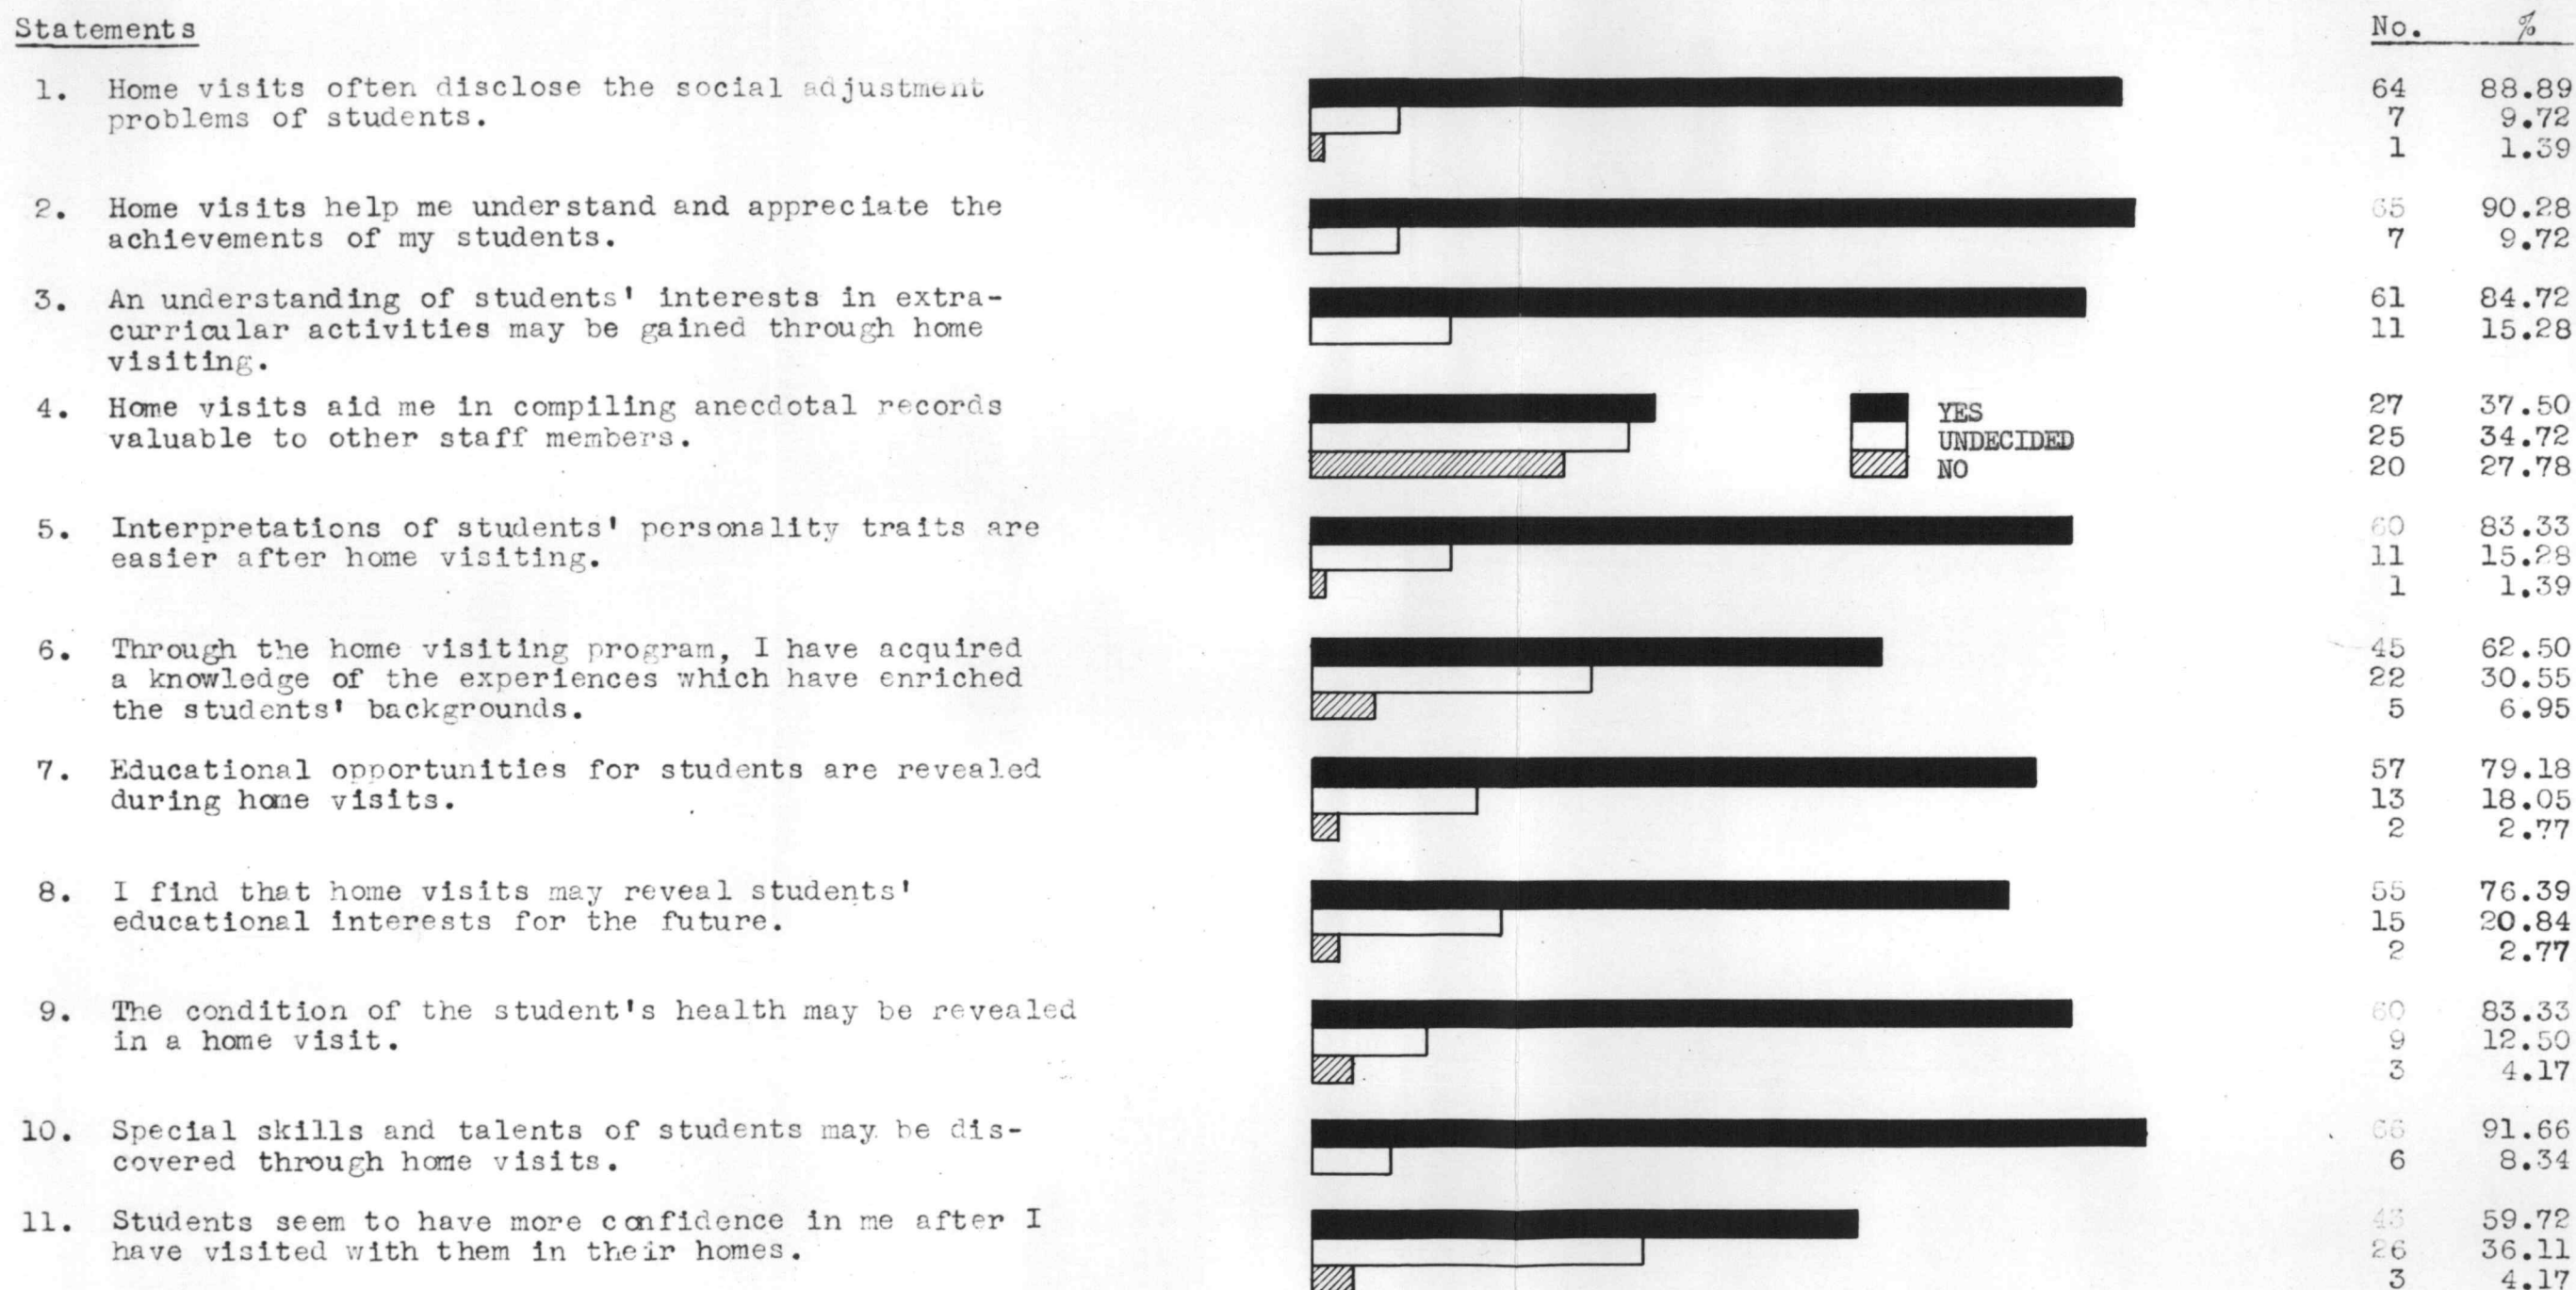 Statements No. %
1. Home visits often disclose the social adjustment 64 88.89
problems of students. 7 9.72
1 1.39
2. Home visits help me understand and appreciate the 65 90.28
achievements of my students. 7 9.72
3. An understanding of students' interests in extra- 61 84.72
curricular activities may be gained through home 11 15.28
visiting.
4. Home visits aid me in compiling anecdotal records YES 27 37.50
valuable to other staff members. UNDECIDED 25 34.72
NO 20 27.78
5. Interpretations of students' personality traits are 60 83.33
easier after home visiting. 11 15.28
1 1.39
6. Through the home visiting program, I have acquired 45 62.50
a knowledge of the experiences which have enriched 22 30.55
the students' backgrounds. 5 6.95
7. Educational opportunities for students are revealed 57 79.18
during home visits. 13 18.05
2 2.77
8. I find that home visits may reveal students' 55 76.39
educational interests for the future. 15 20.84
2 2.77
9. The condition of the student's health may be revealed 60 83.33
in a home visit. 9 12.50
3 4.17
10. Special skills and talents of students may be dis- 66 91.66
covered through home visits. 6 8.34
11. Students seem to have more confidence in me after I 43 59.72
have visited with them in their homes. 26 36.11
3 4.17